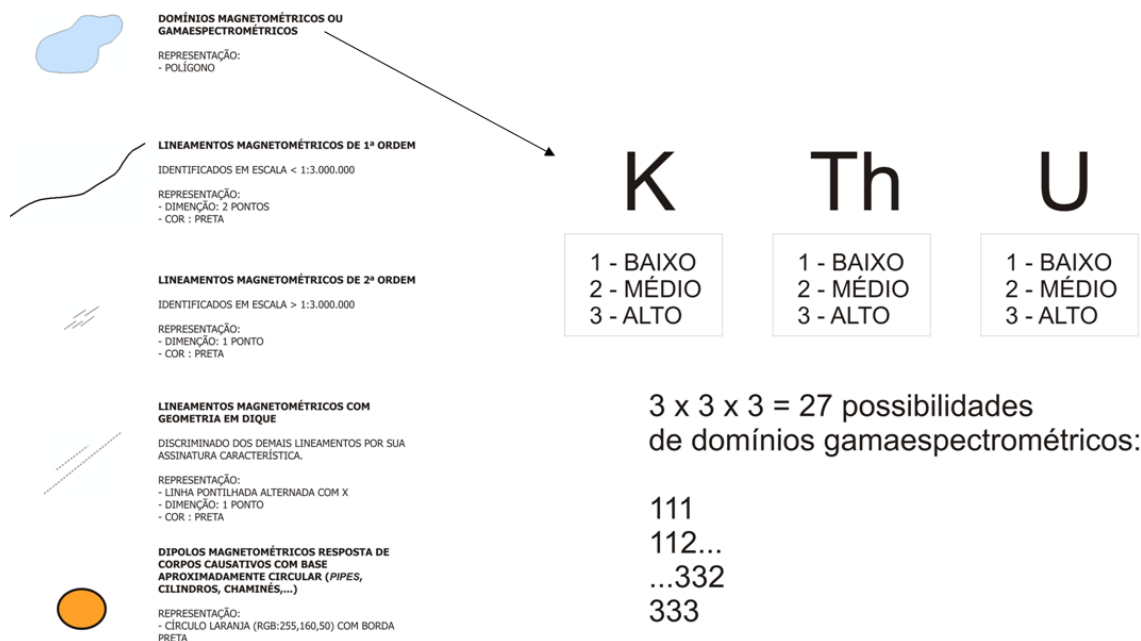 DOMÍNIOS MAGNETOMÉTRICOS OU
GAMAESPECTROMÉTRICOS
REPRESENTAÇÃO:
- POLÍGONO
LINEAMENTOS MAGNETOMÉTRICOS DE 1ª ORDEM
IDENTIFICADOS EM ESCALA < 1:3.000.000
REPRESENTAÇÃO:
- DIMENÇÃO: 2 PONTOS
- COR : PRETA
LINEAMENTOS MAGNETOMÉTRICOS DE 2ª ORDEM
IDENTIFICADOS EM ESCALA > 1:3.000.000
REPRESENTAÇÃO:
- DIMENÇÃO: 1 PONTO
- COR : PRETA
LINEAMENTOS MAGNETOMÉTRICOS COM
GEOMETRIA EM DIQUE
DISCRIMINADO DOS DEMAIS LINEAMENTOS POR SUA
ASSINATURA CARACTERÍSTICA.
REPRESENTAÇÃO:
- LINHA PONTILHADA ALTERNADA COM X
- DIMENÇÃO: 1 PONTO
- COR : PRETA
DIPOLOS MAGNETOMÉTRICOS RESPOSTA DE
CORPOS CAUSATIVOS COM BASE
APROXIMADAMENTE CIRCULAR (PIPES,
CILINDROS, CHAMINÉS,...)
REPRESENTAÇÃO:
- CÍRCULO LARANJA (RGB:255,160,50) COM BORDA
PRETA
K
1 - BAIXO
2 - MÉDIO
3 - ALTO
Th
1 - BAIXO
2 - MÉDIO
3 - ALTO
U
1 - BAIXO
2 - MÉDIO
3 - ALTO
3 x 3 x 3 = 27 possibilidades
de domínios gamaespectrométricos:
111
112...
...332
333